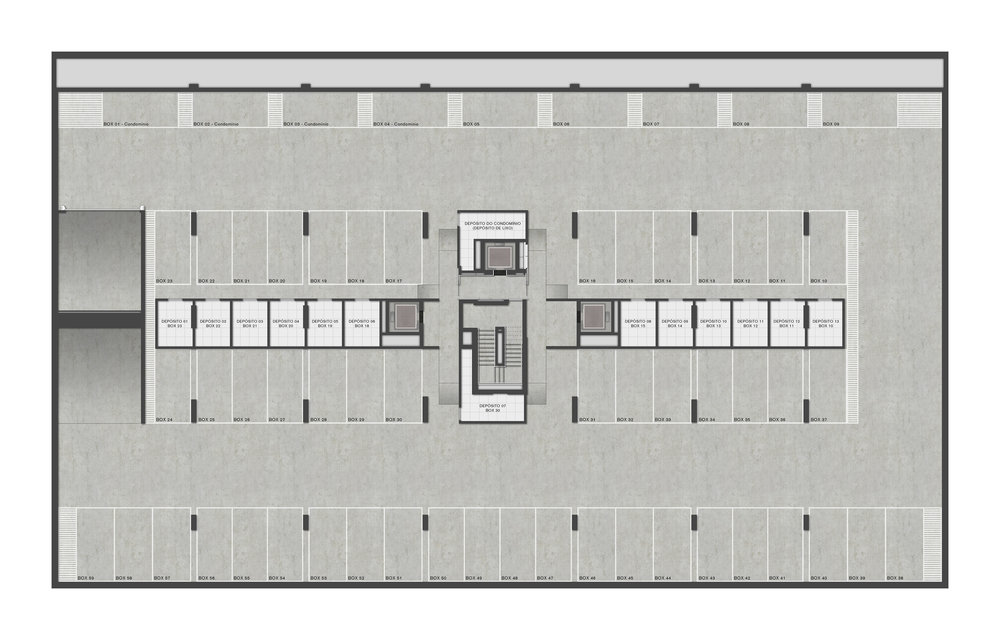 BOX 01 - Condomínio
BOX 02 - Condomínio
BOX 03 - Condomínio
BOX 04 - Condomínio
BOX 05
BOX 06
BOX 07
BOX 08
BOX 09
DEPÓSITO DO CONDOMÍNIO
(DEPÓSITO DE LIXO)
BOX 23
BOX 22
BOX 21
BOX 20
BOX 19
BOX 18
BOX 17
BOX 16
BOX 15
BOX 14
BOX 13
BOX 12
BOX 11
BOX 10
DEPÓSITO 01
BOX 23
DEPÓSITO 02
BOX 22
DEPÓSITO 03
BOX 21
DEPÓSITO 04
BOX 20
DEPÓSITO 05
BOX 19
DEPÓSITO 06
BOX 18
DEPÓSITO 08
BOX 15
DEPÓSITO 09
BOX 14
DEPÓSITO 10
BOX 13
DEPÓSITO 11
BOX 12
DEPÓSITO 12
BOX 11
DEPÓSITO 13
BOX 10
DEPÓSITO 07
BOX 30
BOX 24
BOX 25
BOX 26
BOX 27
BOX 28
BOX 29
BOX 30
BOX 31
BOX 32
BOX 33
BOX 34
BOX 35
BOX 36
BOX 37
BOX 59
BOX 58
BOX 57
BOX 56
BOX 55
BOX 54
BOX 53
BOX 52
BOX 51
BOX 50
BOX 49
BOX 48
BOX 47
BOX 46
BOX 45
BOX 44
BOX 43
BOX 42
BOX 41
BOX 40
BOX 39
BOX 38